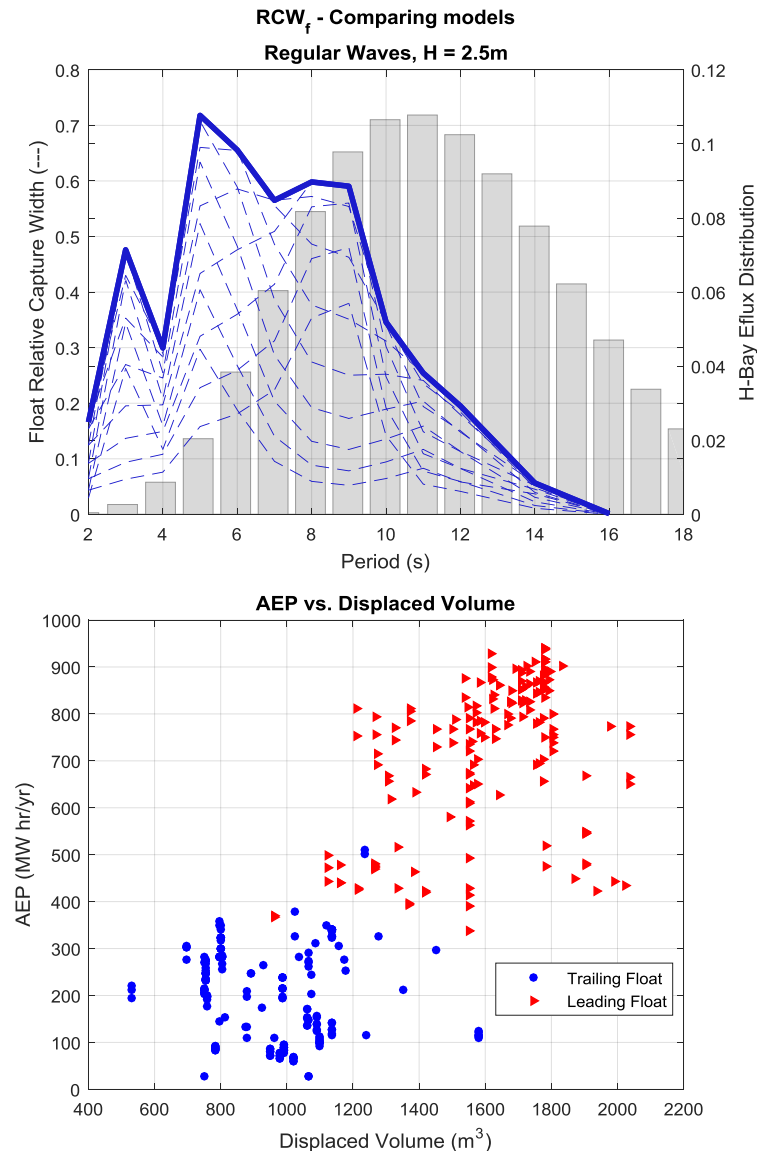 RCWf - Comparing models
Regular Waves, H = 2.5m
0.8
0.7
0.6
0.5
0.4
0.3
0.2
0.1
0
Float Relative Capture Width (---)
0.12
0.1
0.08
0.06
0.04
0.02
0
H-Bay Eflux Distribution
2 4 6 8 10 12 14 16 18
Period (s)
AEP vs. Displaced Volume
1000
900
800
700
600
500
400
300
200
100
0
AEP (MW hr/yr)
Trailing Float
Leading Float
400 600 800 1000 1200 1400 1600 1800 2000 2200
Displaced Volume (m³)